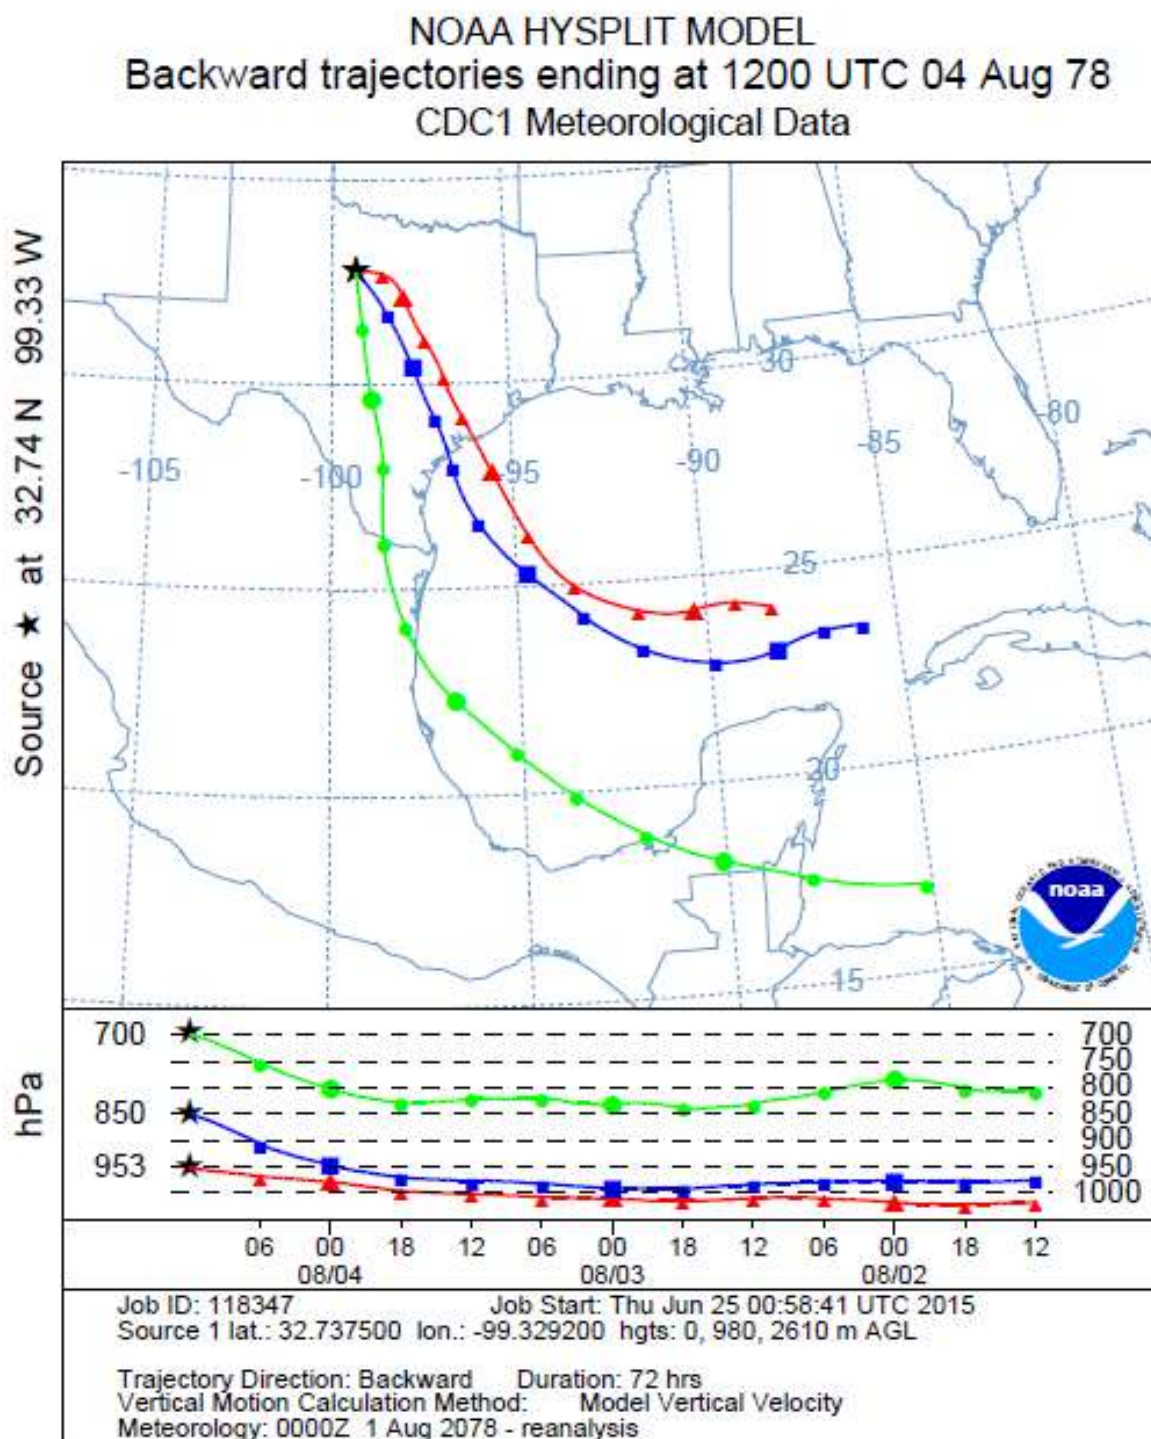 NOAA HYSPLIT MODEL
Backward trajectories ending at 1200 UTC 04 Aug 78
CDC1 Meteorological Data
Source ★ at 32.74 N 99.33 W
30
-80
-85
-105
-100
-95
-90
25
20
15
noaa
hPa
700
850
953
700
750
800
850
900
950
1000
06 00 18 12 06 00 18 12 06 00 18 12
08/04 08/03 08/02
Job ID: 118347 Job Start: Thu Jun 25 00:58:41 UTC 2015
Source 1 lat.: 32.737500 lon.: -99.329200 hgts: 0, 980, 2610 m AGL
Trajectory Direction: Backward Duration: 72 hrs
Vertical Motion Calculation Method: Model Vertical Velocity
Meteorology: 0000Z 1 Aug 2078 - reanalysis